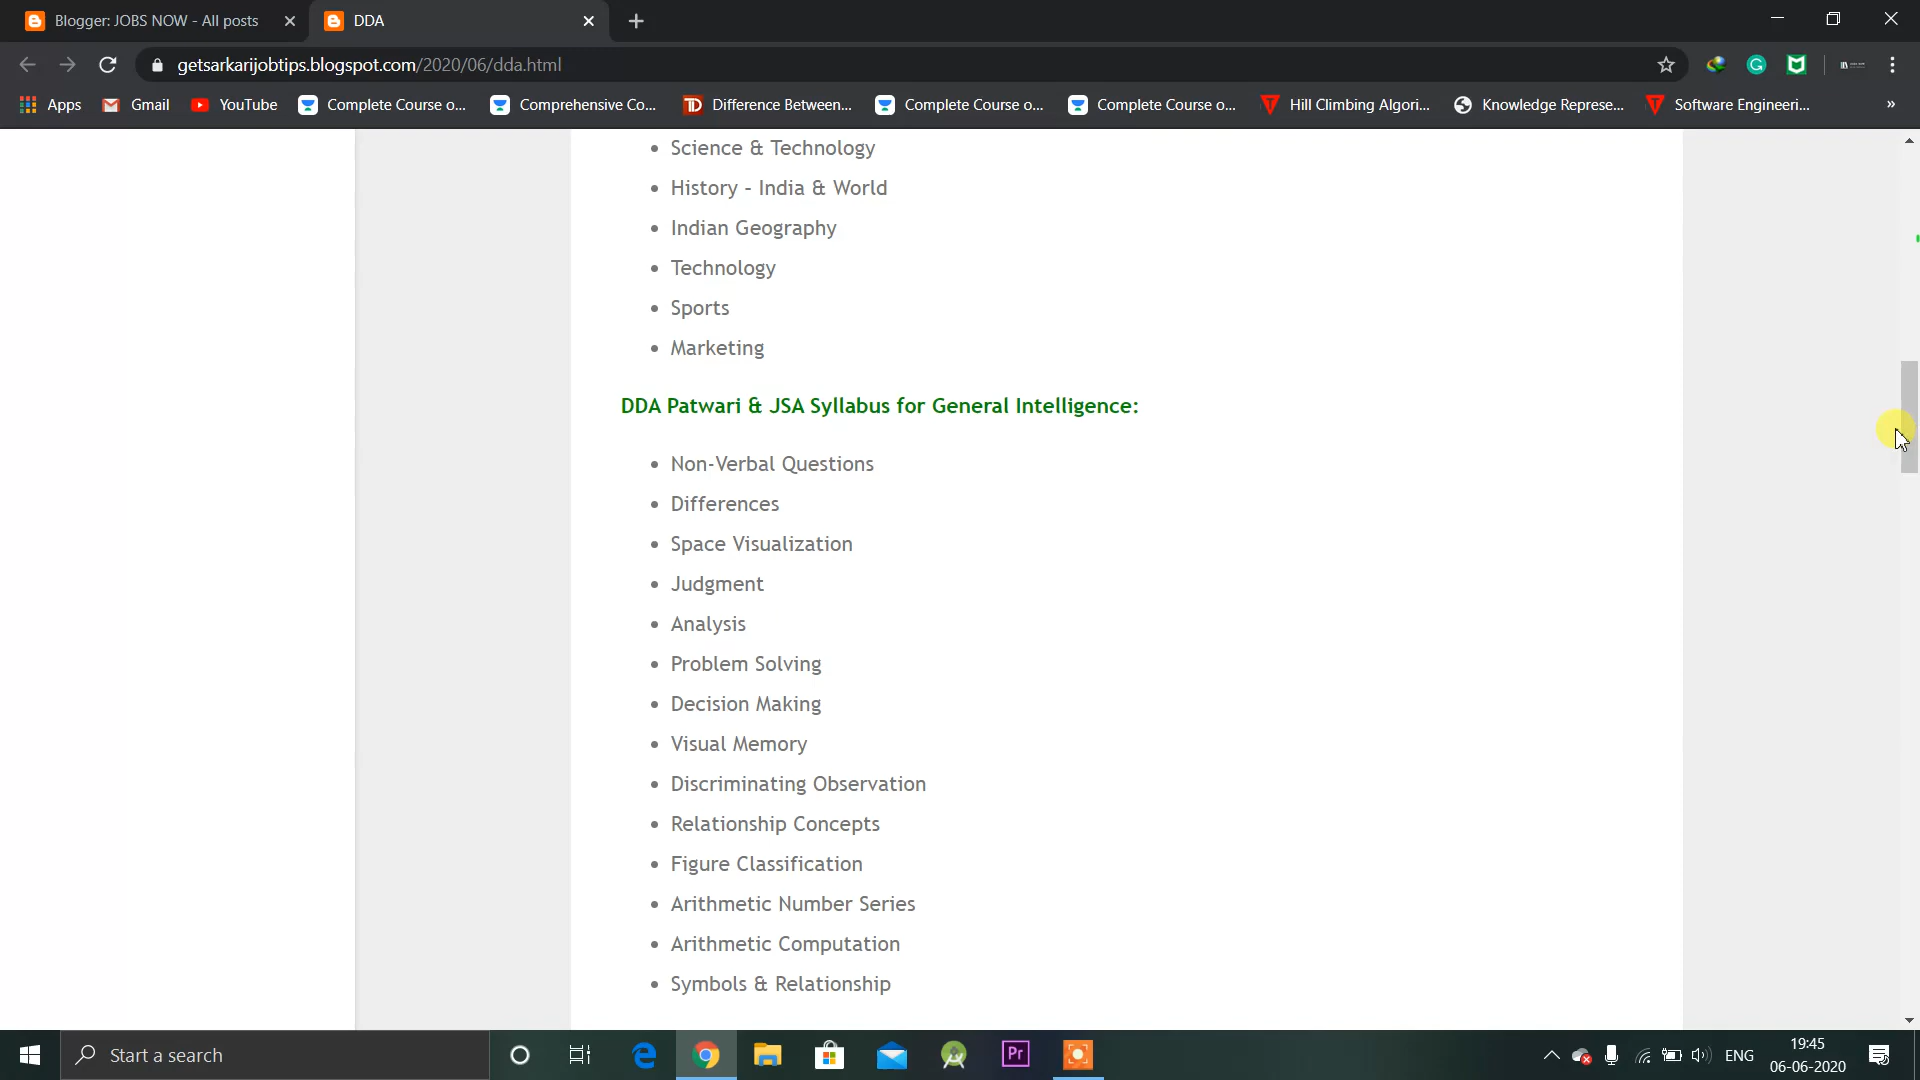 Blogger: JOBS NOW - All posts
DDA
getsarkarijobtips.blogspot.com/2020/06/dda.html
Apps
Gmail
YouTube
Complete Course o...
Comprehensive Co...
Difference Between...
Complete Course o...
Complete Course o...
Hill Climbing Algori...
Knowledge Represe...
Software Engineeri...
»
Science & Technology
History - India & World
Indian Geography
Technology
Sports
Marketing
DDA Patwari & JSA Syllabus for General Intelligence:
Non-Verbal Questions
Differences
Space Visualization
Judgment
Analysis
Problem Solving
Decision Making
Visual Memory
Discriminating Observation
Relationship Concepts
Figure Classification
Arithmetic Number Series
Arithmetic Computation
Symbols & Relationship
Start a search
Pr
ENG
19:45
06-06-2020